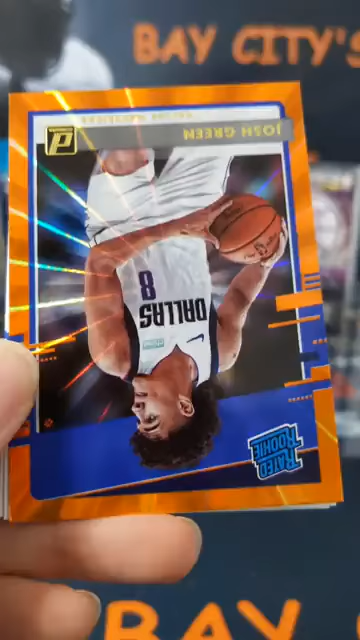 BAY CITY'S
JOSH GREEN
DALLAS
8
RATED
ROOKIE
BAY C